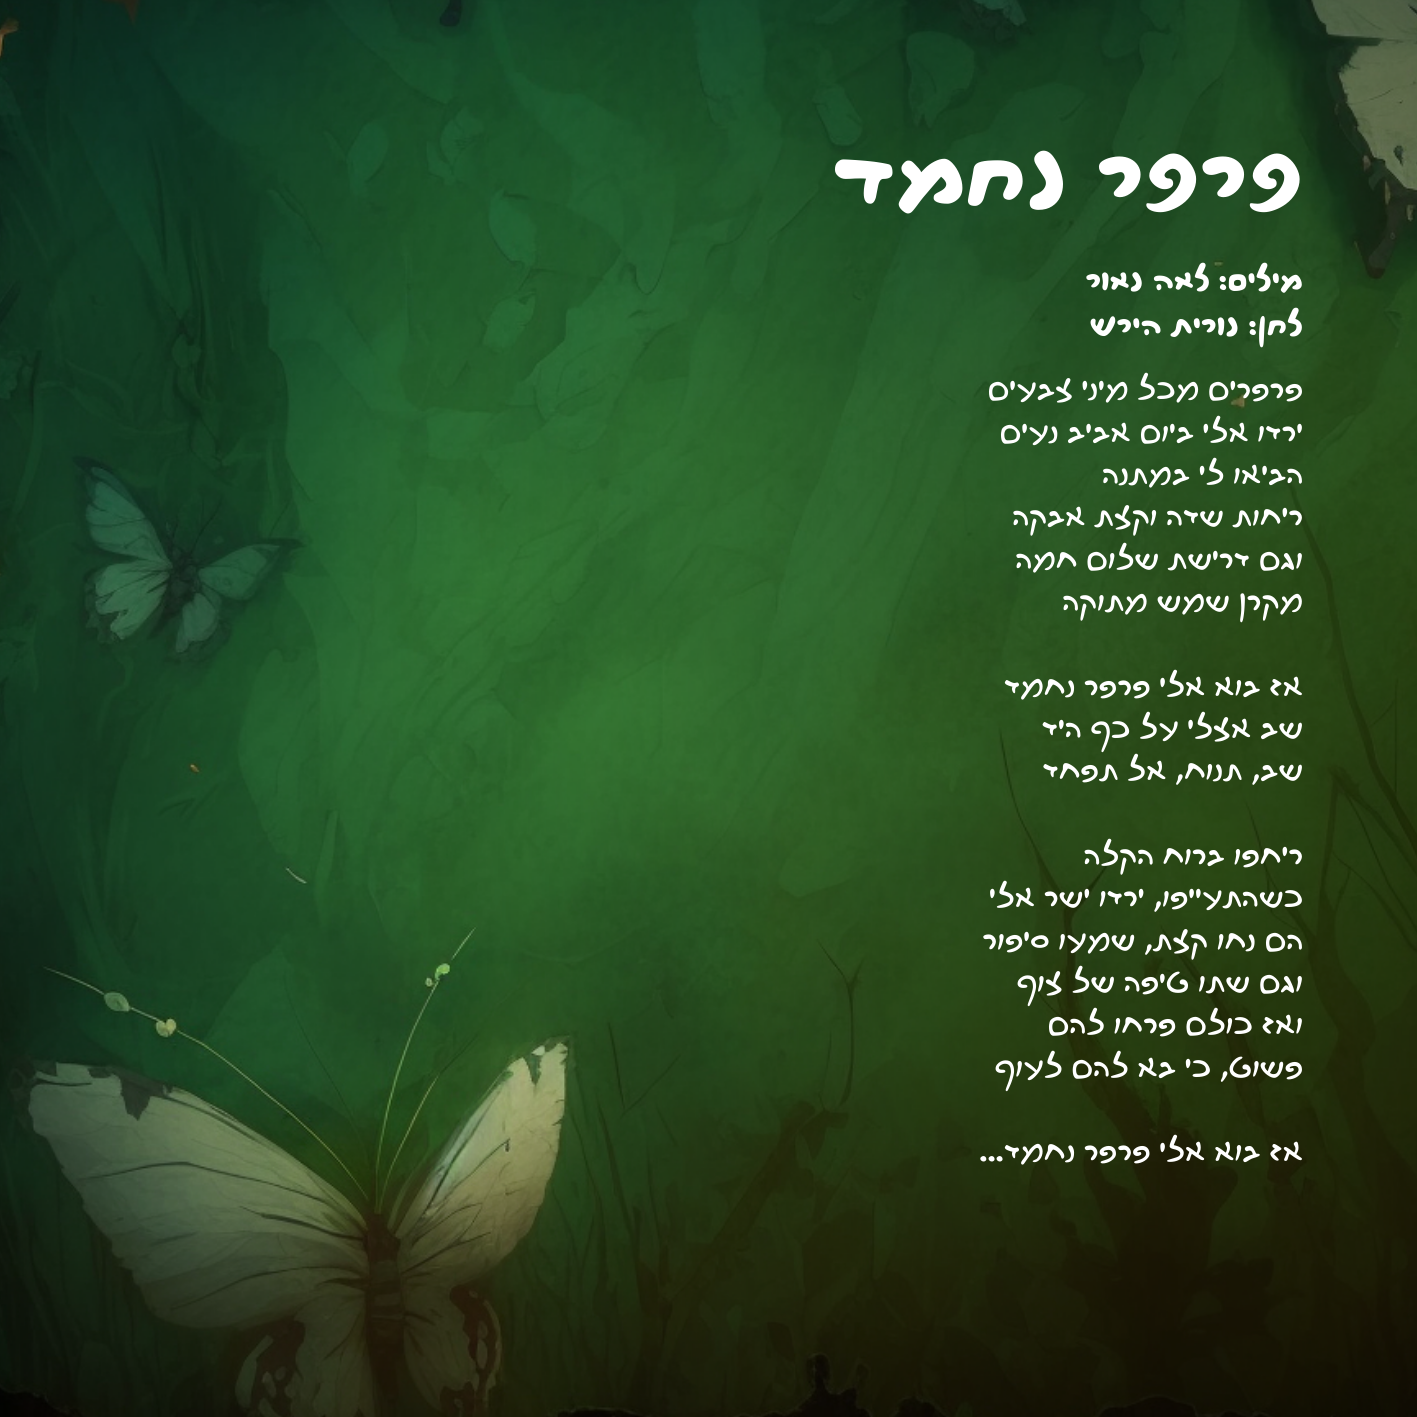 פרפר נחמד
מילים: לאה נאור
לחן: נורית הירש
פרפרים מכל מיני צבעים
ירדו אלי ביום אביב נעים
הביאו לי במתנה
ריחות שדה וקצת אבקה
וגם דרישת שלום חמה
מקרן שמש מתוקה
אז בוא אלי פרפר נחמד
שב אצלי על כף היד
שב, תנוח, אל תפחד
ריחפו ברוח הקלה
כשהתעייפו, ירדו ישר אלי
הם נחו קצת, שמעו סיפור
וגם שתו טיפה של צוף
ואז כולם פרחו להם
פשוט, כי בא להם לעוף
אז בוא אלי פרפר נחמד...